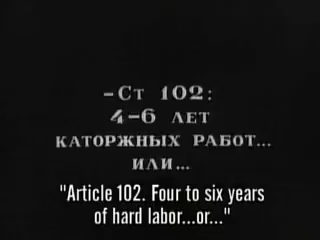 -Ст 102:
4-6 лет
каторжных работ...
или...
"Article 102. Four to six years
of hard labor...or..."